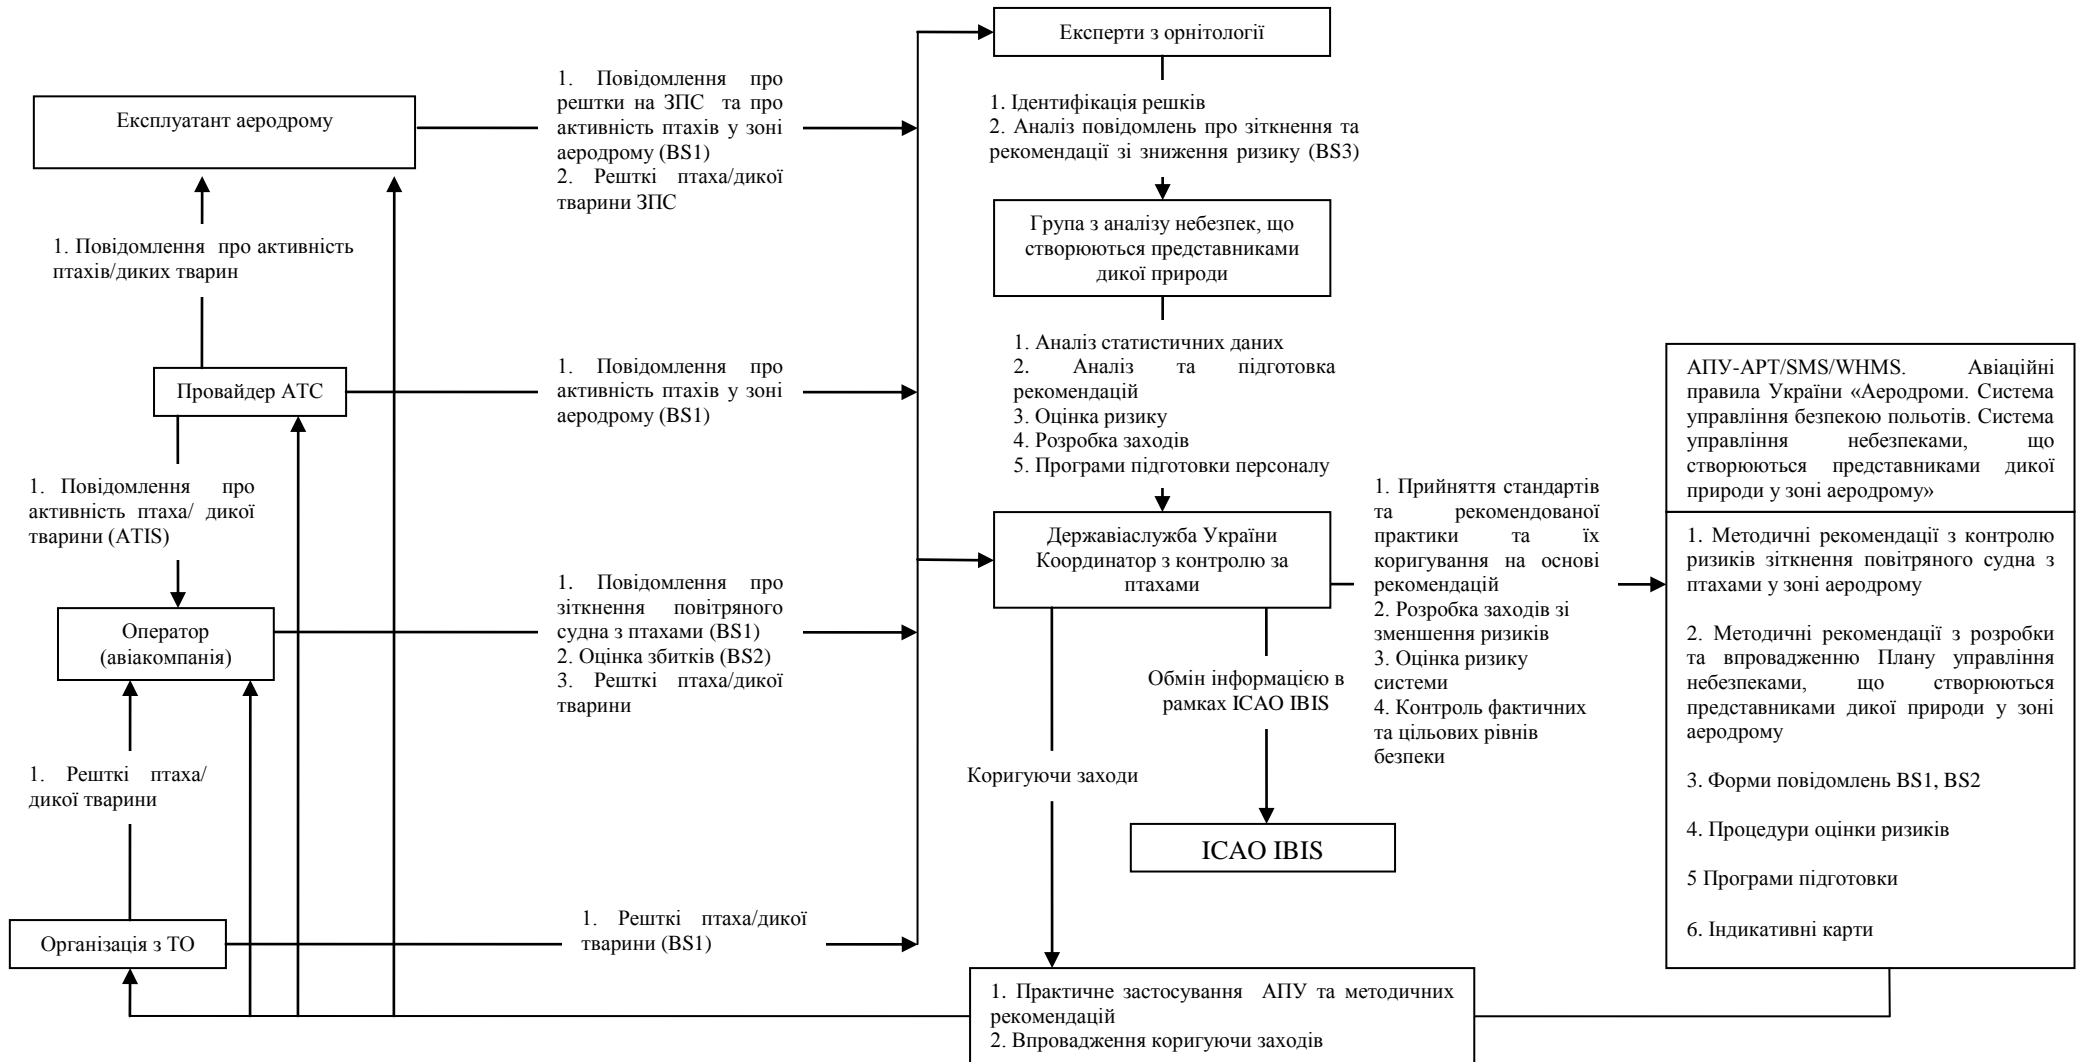 Експерти з орнітології
1. Повідомлення про
рештки на ЗПС та про
активність птахів у зоні
аеродрому (BS1)
2. Решткі птаха/дикої
тварини ЗПС
Експлуатант аеродрому
1. Ідентифікація решків
2. Аналіз повідомлень про зіткнення та
рекомендації зі зниження ризику (BS3)
Група з аналізу небезпек, що
створюються представниками
дикої природи
1. Повідомлення про активність
птахів/диких тварин
1. Аналіз статистичних даних
2. Аналіз та підготовка
рекомендацій
3. Оцінка ризику
4. Розробка заходів
5. Програми підготовки персоналу
Провайдер АТС
1. Повідомлення про
активність птахів у зоні
аеродрому (BS1)
АПУ-АРТ/SMS/WHMS. Авіаційні
правила України «Аеродроми. Система
управління безпекою польотів. Система
управління небезпеками, що
створюються представниками дикої
природи у зоні аеродрому»
1. Повідомлення про
активність птаха/ дикої
тварини (ATIS)
Державіаслужба України
Координатор з контролю за
птахами
1. Прийняття стандартів
та рекомендованої
практики та їх
коригування на основі
рекомендацій
2. Розробка заходів зі
зменшення ризиків
3. Оцінка ризику
системи
4. Контроль фактичних
та цільових рівнів
безпеки
1. Методичні рекомендації з контролю
ризиків зіткнення повітряного судна з
птахами у зоні аеродрому
2. Методичні рекомендації з розробки
та впровадженню Плану управління
небезпеками, що створюються
представниками дикої природи у зоні
аеродрому
3. Форми повідомлень BS1, BS2
4. Процедури оцінки ризиків
5 Програми підготовки
6. Індикативні карти
Оператор
(авіакомпанія)
1. Повідомлення про
зіткнення повітряного
судна з птахами (BS1)
2. Оцінка збитків (BS2)
3. Решткі птаха/дикої
тварини
Обмін інформацією в
рамках ІСАО IBIS
Коригуючи заходи
1. Решткі птаха/
дикої тварини
ІСАО IBIS
Організація з ТО
1. Решткі птаха/дикої
тварини (BS1)
1. Практичне застосування АПУ та методичних
рекомендацій
2. Впровадження коригуючи заходів